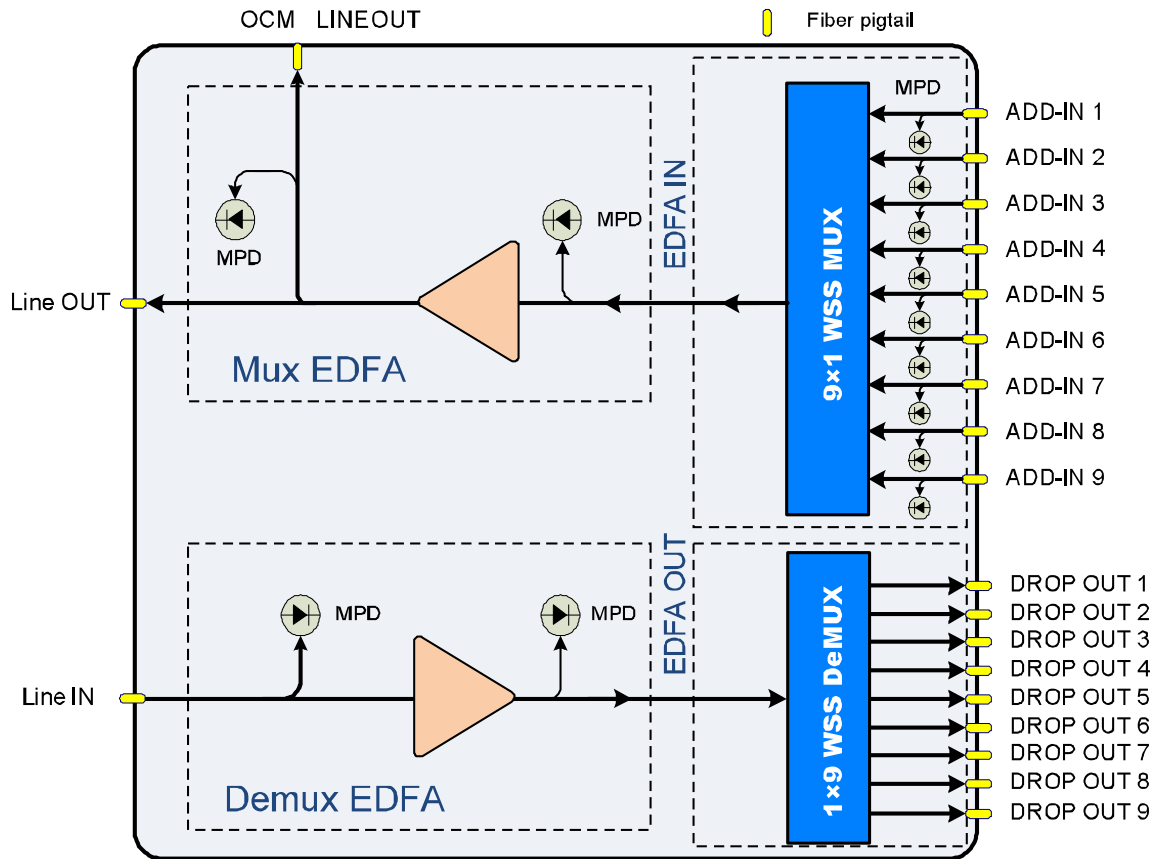 OCM LINEOUT
Fiber pigtail
MPD
ADD-IN 1
ADD-IN 2
ADD-IN 3
ADD-IN 4
ADD-IN 5
ADD-IN 6
ADD-IN 7
ADD-IN 8
ADD-IN 9
9×1 WSS MUX
EDFA IN
MPD
MPD
Line OUT
Mux EDFA
EDFA OUT
1×9 WSS DeMUX
DROP OUT 1
DROP OUT 2
DROP OUT 3
DROP OUT 4
DROP OUT 5
DROP OUT 6
DROP OUT 7
DROP OUT 8
DROP OUT 9
MPD
MPD
Line IN
Demux EDFA